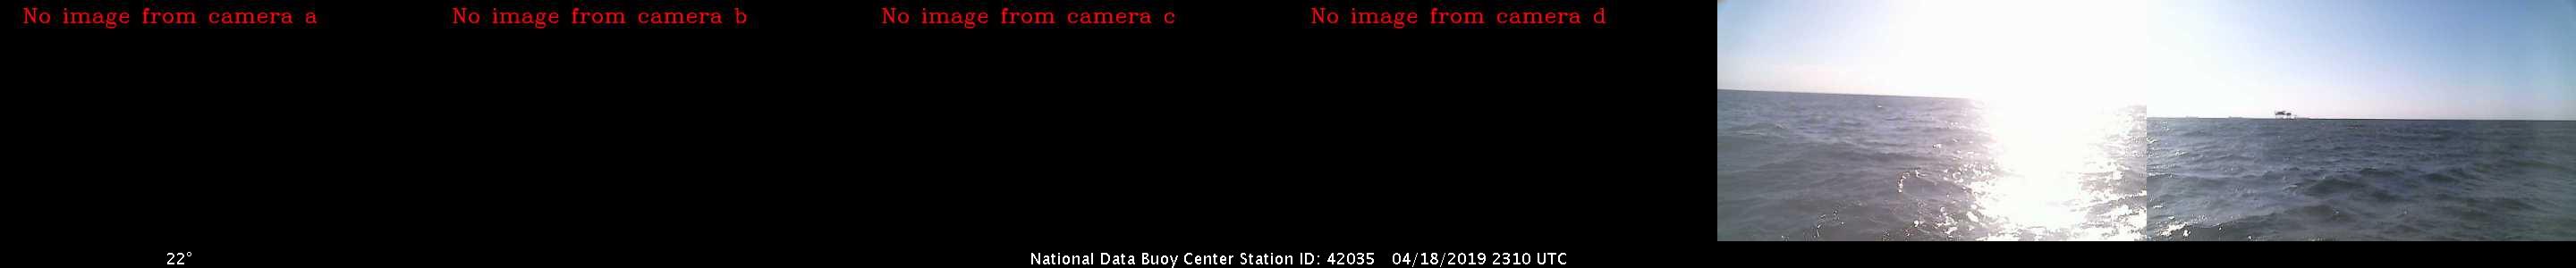 No image from camera a
No image from camera b
No image from camera c
No image from camera d
22°
National Data Buoy Center Station ID: 42035 04/18/2019 2310 UTC